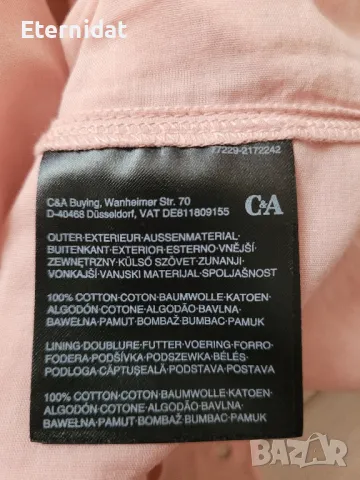 Eternidat
77229-2172242
C&A Buying, Wanheimer Str. 70
D-40468 Düsseldorf, VAT DE811809155
C&A
OUTER·EXTERIEUR·AUSSENMATERIAL·
BUITENKANT·EXTERIOR·ESTERNO·VNĚJŠÍ·
ZEWNĘTRZNY·KÜLSŐ SZÖVET·ZUNANJI·
VONKAJŠÍ·VANJSKI MATERIJAL·SPOLJAŠNOST
100% COTTON·COTON·BAUMWOLLE·KATOEN·
ALGODÓN·COTONE·ALGODÃO·BAVLNA·
BAWEŁNA·PAMUT·BOMBAŽ·BUMBAC·PAMUK
LINING·DOUBLURE·FUTTER·VOERING·FORRO·
FODERA·PODŠÍVKA·PODSZEWKA·BÉLÉS·
PODLOGA·CĂPTUŞEALĂ·PODSTAVA·POSTAVA
100% COTTON·COTON·BAUMWOLLE·KATOEN·
ALGODÓN·COTONE·ALGODÃO·BAVLNA·
BAWEŁNA·PAMUT·BOMBAŽ·BUMBAC·PAMUK
BAZAR